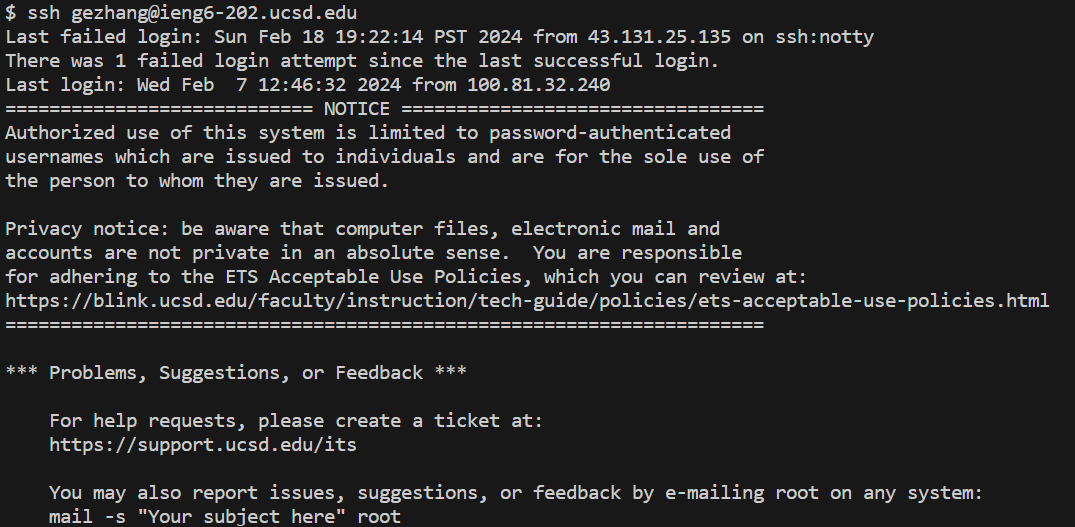 $ ssh gezhang@ieng6-202.ucsd.edu
Last failed login: Sun Feb 18 19:22:14 PST 2024 from 43.131.25.135 on ssh:notty
There was 1 failed login attempt since the last successful login.
Last login: Wed Feb  7 12:46:32 2024 from 100.81.32.240
============================ NOTICE =================================
Authorized use of this system is limited to password-authenticated
usernames which are issued to individuals and are for the sole use of
the person to whom they are issued.

Privacy notice: be aware that computer files, electronic mail and
accounts are not private in an absolute sense.  You are responsible
for adhering to the ETS Acceptable Use Policies, which you can review at:
https://blink.ucsd.edu/faculty/instruction/tech-guide/policies/ets-acceptable-use-policies.html
=====================================================================

*** Problems, Suggestions, or Feedback ***

    For help requests, please create a ticket at:
    https://support.ucsd.edu/its

    You may also report issues, suggestions, or feedback by e-mailing root on any system:
    mail -s "Your subject here" root